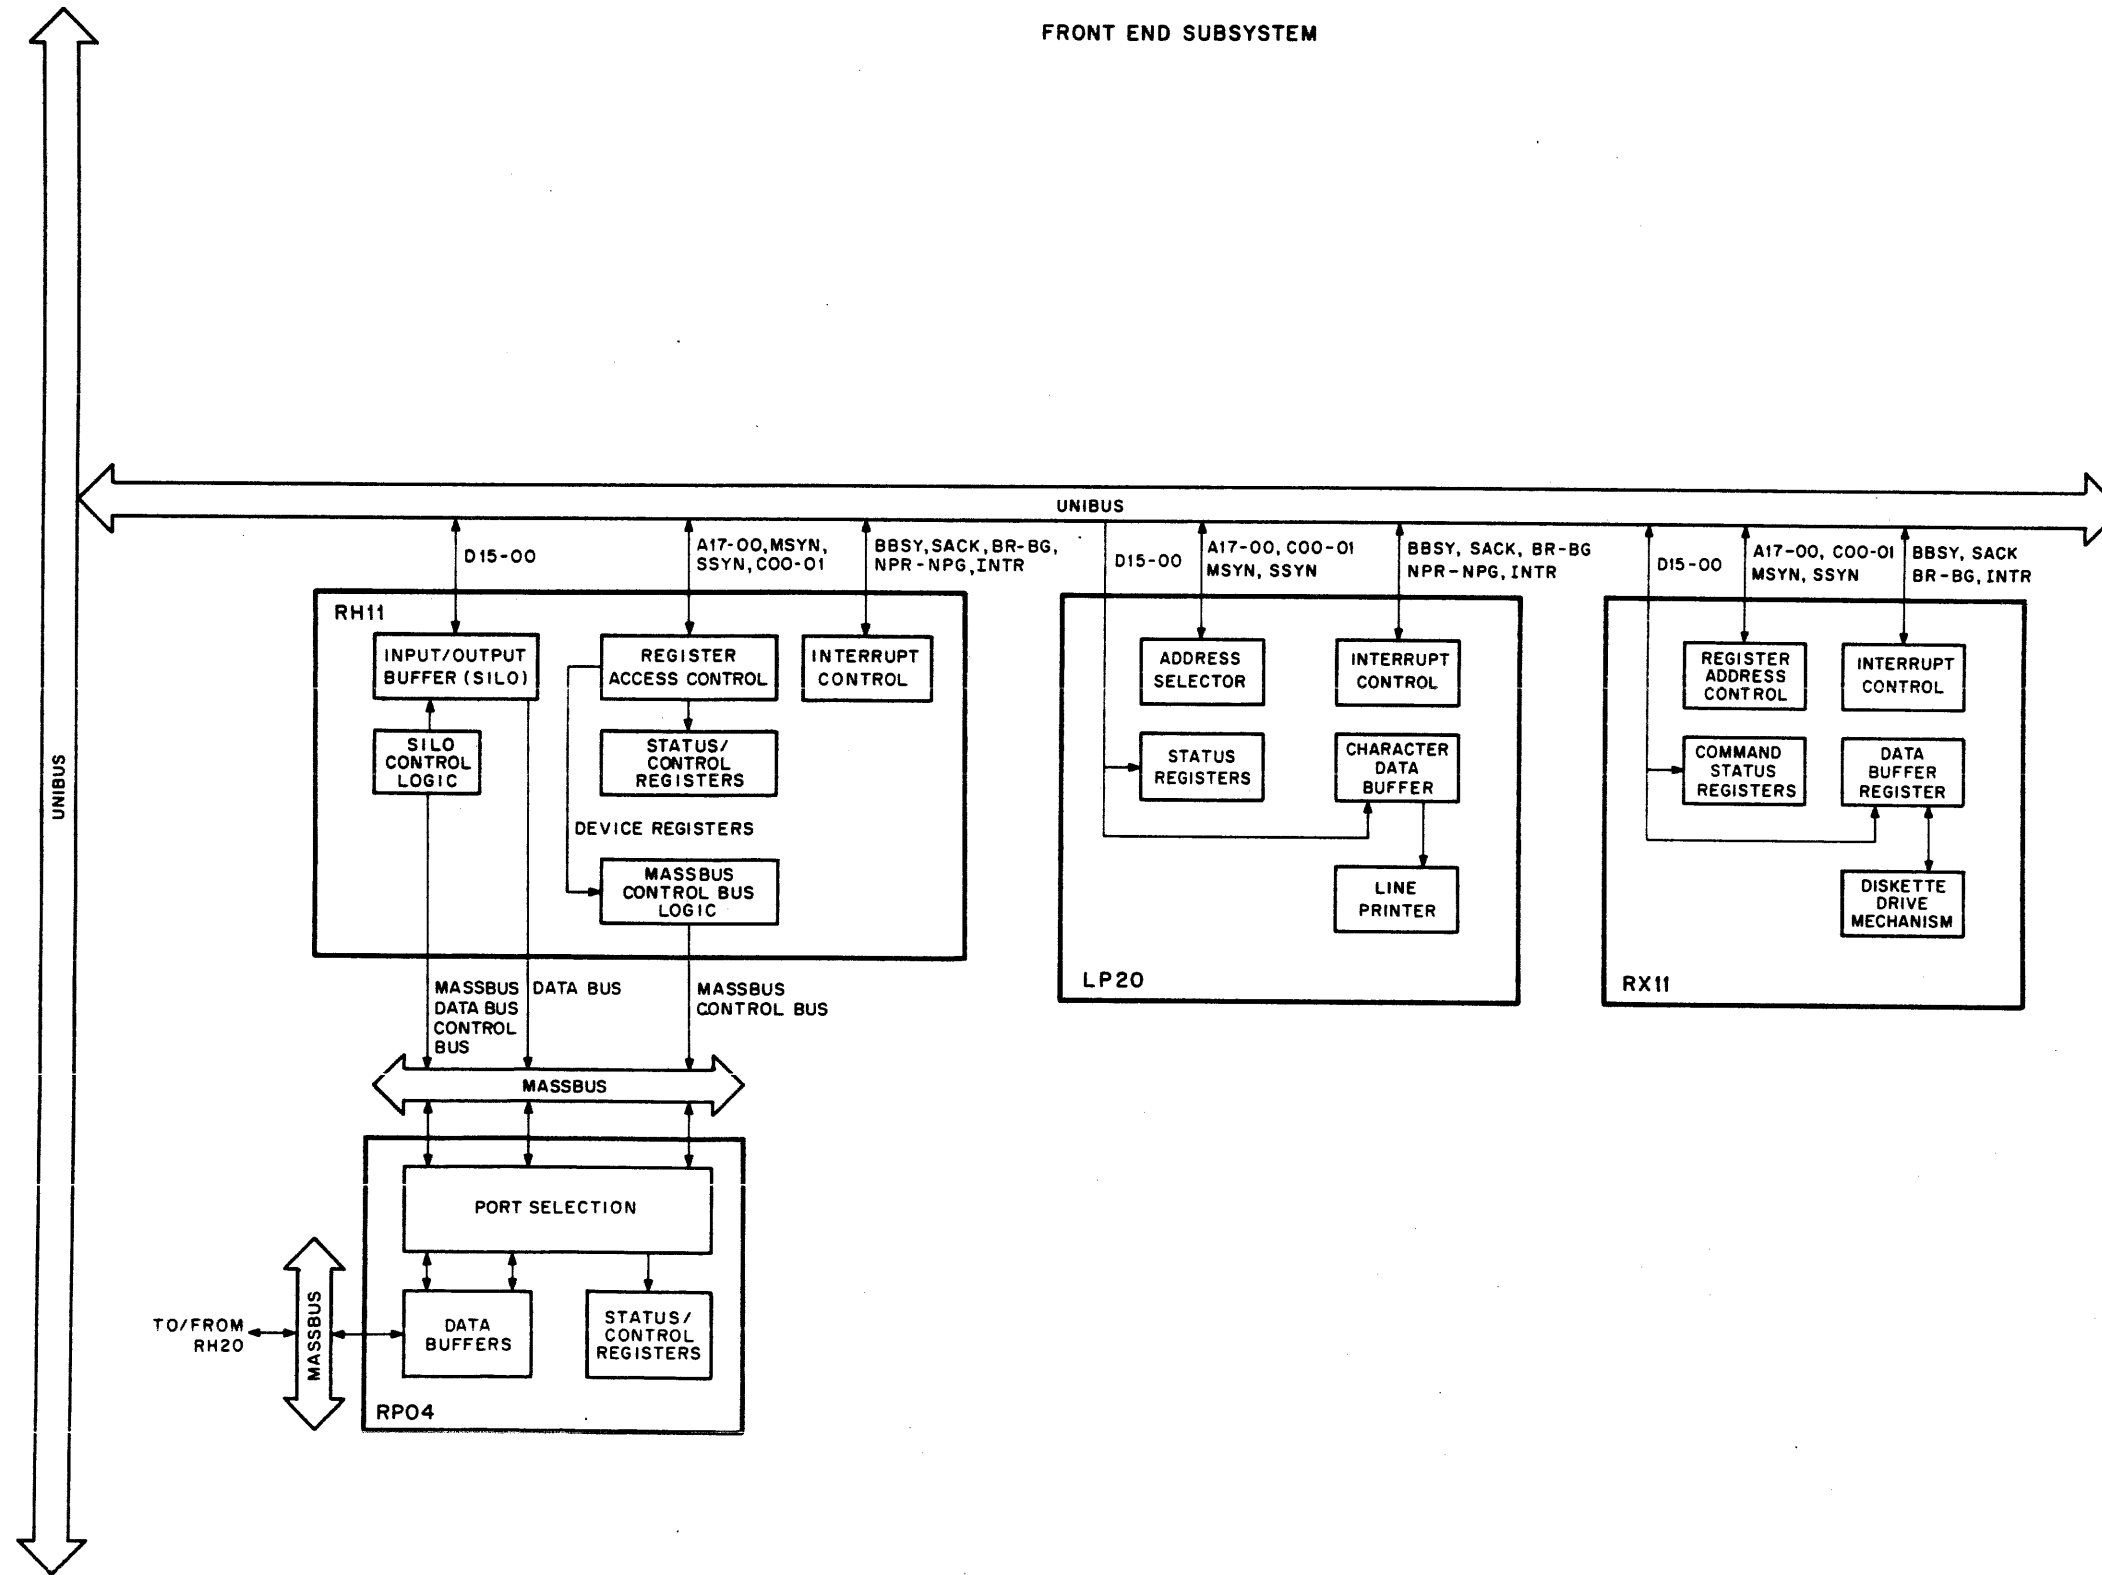 FRONT END SUBSYSTEM
UNIBUS
UNIBUS
D15-00
A17-00, MSYN,
SSYN, C00-01
BBSY, SACK, BR-BG,
NPR-NPG, INTR
D15-00
A17-00, C00-01
MSYN, SSYN
BBSY, SACK, BR-BG
NPR-NPG, INTR
D15-00
A17-00, C00-01
MSYN, SSYN
BBSY, SACK
BR-BG, INTR
RH11
INPUT/OUTPUT
BUFFER (SILO)
REGISTER
ACCESS CONTROL
INTERRUPT
CONTROL
SILO
CONTROL
LOGIC
STATUS/
CONTROL
REGISTERS
DEVICE REGISTERS
MASSBUS
CONTROL BUS
LOGIC
ADDRESS
SELECTOR
INTERRUPT
CONTROL
STATUS
REGISTERS
CHARACTER
DATA
BUFFER
LINE
PRINTER
LP20
REGISTER
ADDRESS
CONTROL
INTERRUPT
CONTROL
COMMAND
STATUS
REGISTERS
DATA
BUFFER
REGISTER
DISKETTE
DRIVE
MECHANISM
RX11
MASSBUS
DATA BUS
CONTROL
BUS
DATA BUS
MASSBUS
CONTROL BUS
MASSBUS
PORT SELECTION
TO/FROM
RH20
MASSBUS
DATA
BUFFERS
STATUS/
CONTROL
REGISTERS
RP04